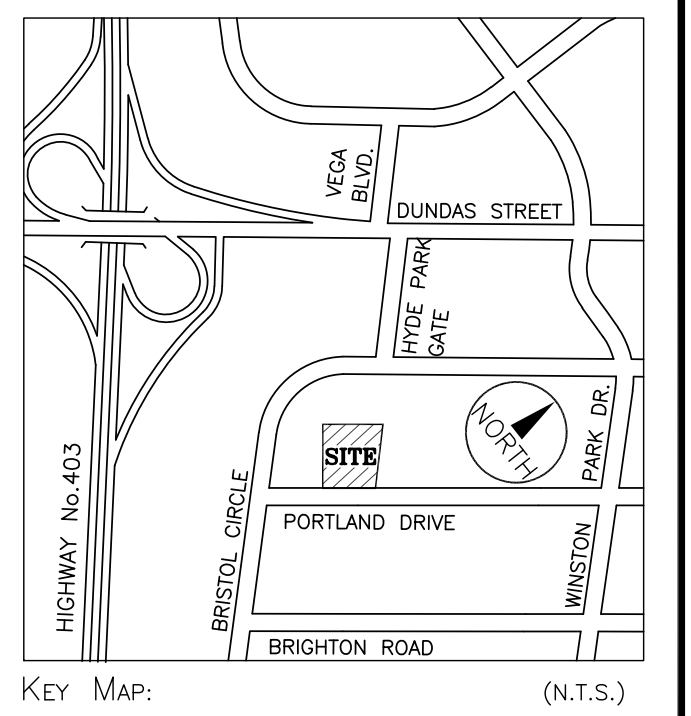 VEGA
BLVD.
DUNDAS STREET
HYDE PARK
GATE
NORTH
PARK DR.
SITE
HIGHWAY No.403
BRISTOL CIRCLE
PORTLAND DRIVE
WINSTON
BRIGHTON ROAD
KEY MAP:
(N.T.S.)